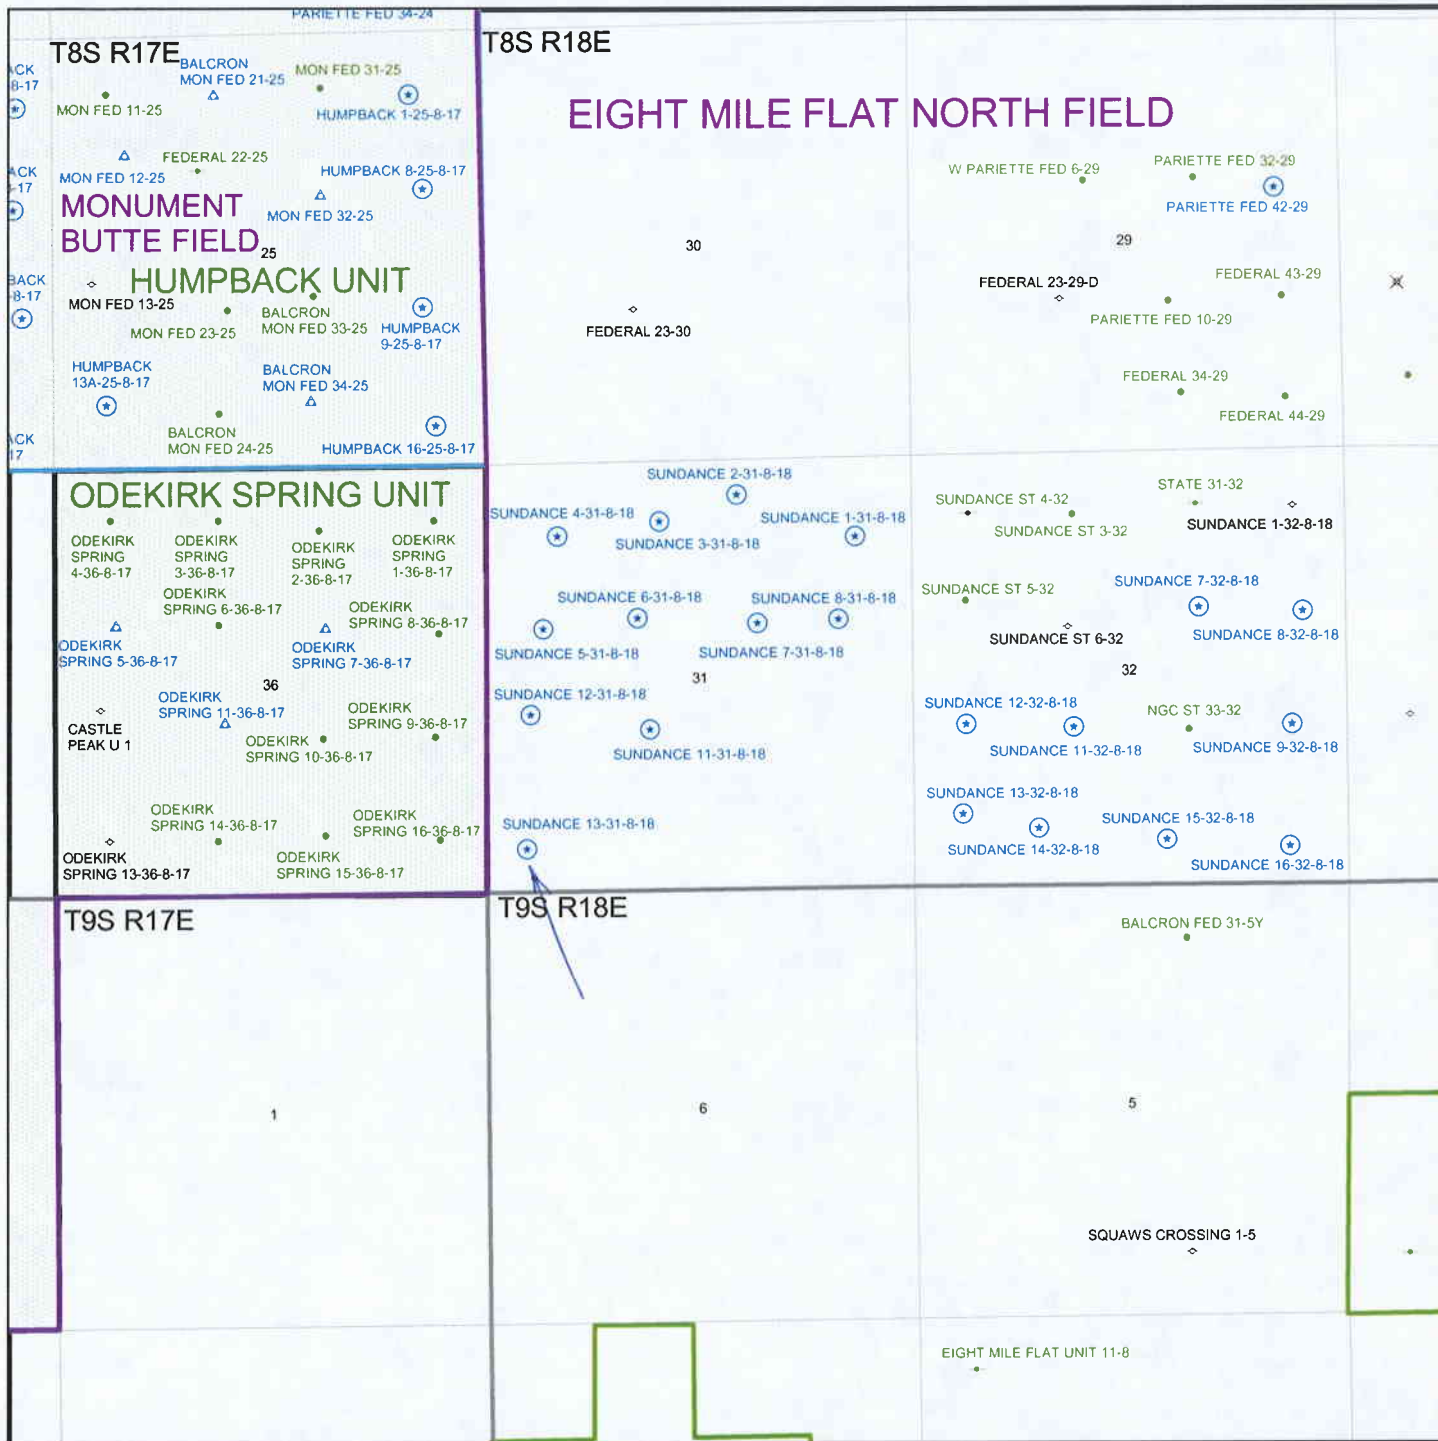 PARIETTE FED 34-24
T8S R17E
T8S R18E
ACK
8-17
BALCRON
MON FED 21-25
MON FED 31-25
MON FED 11-25
HUMPBACK 1-25-8-17
EIGHT MILE FLAT NORTH FIELD
ACK
-17
MON FED 12-25
FEDERAL 22-25
HUMPBACK 8-25-8-17
MON FED 32-25
MONUMENT
BUTTE FIELD
25
HUMPBACK UNIT
BACK
-8-17
MON FED 13-25
MON FED 23-25
BALCRON
MON FED 33-25
HUMPBACK
9-25-8-17
HUMPBACK
13A-25-8-17
BALCRON
MON FED 34-25
BALCRON
MON FED 24-25
HUMPBACK 16-25-8-17
ACK
17
30
FEDERAL 23-30
W PARIETTE FED 6-29
PARIETTE FED 32-29
PARIETTE FED 42-29
29
FEDERAL 23-29-D
FEDERAL 43-29
PARIETTE FED 10-29
FEDERAL 34-29
FEDERAL 44-29
ODEKIRK SPRING UNIT
ODEKIRK
SPRING
4-36-8-17
ODEKIRK
SPRING
3-36-8-17
ODEKIRK
SPRING
2-36-8-17
ODEKIRK
SPRING
1-36-8-17
ODEKIRK
SPRING 6-36-8-17
ODEKIRK
SPRING 8-36-8-17
ODEKIRK
SPRING 5-36-8-17
ODEKIRK
SPRING 7-36-8-17
36
ODEKIRK
SPRING 11-36-8-17
ODEKIRK
SPRING 9-36-8-17
CASTLE
PEAK U 1
ODEKIRK
SPRING 10-36-8-17
ODEKIRK
SPRING 14-36-8-17
ODEKIRK
SPRING 16-36-8-17
ODEKIRK
SPRING 13-36-8-17
ODEKIRK
SPRING 15-36-8-17
SUNDANCE 2-31-8-18
SUNDANCE 4-31-8-18
SUNDANCE 1-31-8-18
SUNDANCE 3-31-8-18
SUNDANCE 6-31-8-18
SUNDANCE 8-31-8-18
SUNDANCE 5-31-8-18
SUNDANCE 7-31-8-18
31
SUNDANCE 12-31-8-18
SUNDANCE 11-31-8-18
SUNDANCE 13-31-8-18
SUNDANCE ST 4-32
STATE 31-32
SUNDANCE ST 3-32
SUNDANCE 1-32-8-18
SUNDANCE ST 5-32
SUNDANCE 7-32-8-18
SUNDANCE ST 6-32
SUNDANCE 8-32-8-18
32
SUNDANCE 12-32-8-18
NGC ST 33-32
SUNDANCE 11-32-8-18
SUNDANCE 9-32-8-18
SUNDANCE 13-32-8-18
SUNDANCE 15-32-8-18
SUNDANCE 14-32-8-18
SUNDANCE 16-32-8-18
T9S R17E
T9S R18E
BALCRON FED 31-5Y
1
6
5
SQUAWS CROSSING 1-5
EIGHT MILE FLAT UNIT 11-8